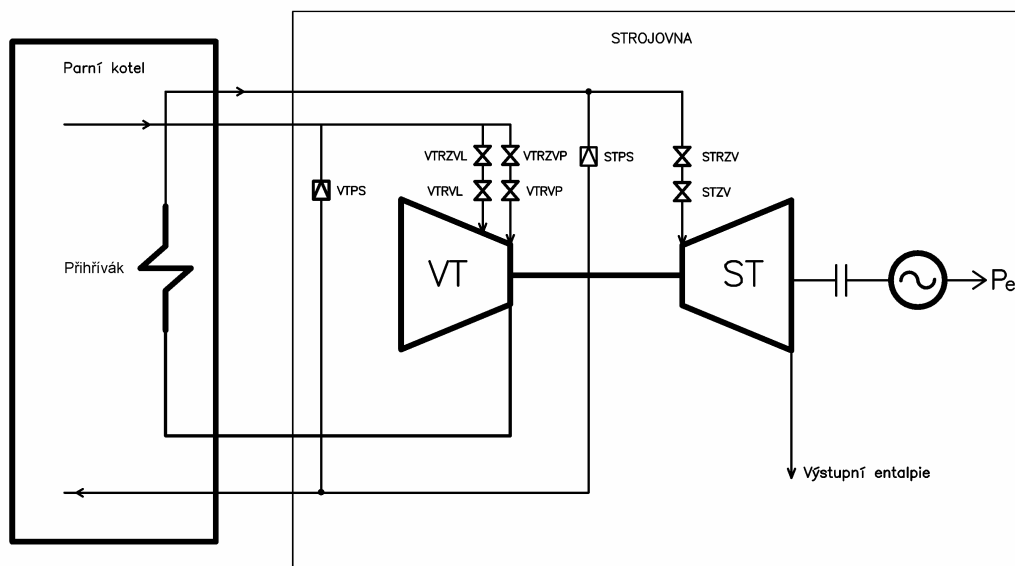 STROJOVNA
Parní kotel
VTRZVL
VTRZVP
STPS
STRZV
VTPS
VTRVL
VTRVP
STZV
Přihřívák
VT
ST
Pe
Výstupní entalpie